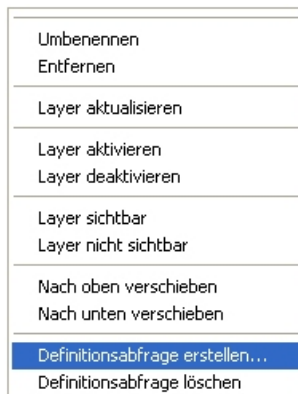 Umbenennen
Entfernen
Layer aktualisieren
Layer aktivieren
Layer deaktivieren
Layer sichtbar
Layer nicht sichtbar
Nach oben verschieben
Nach unten verschieben
Definitionsabfrage erstellen...
Definitionsabfrage löschen